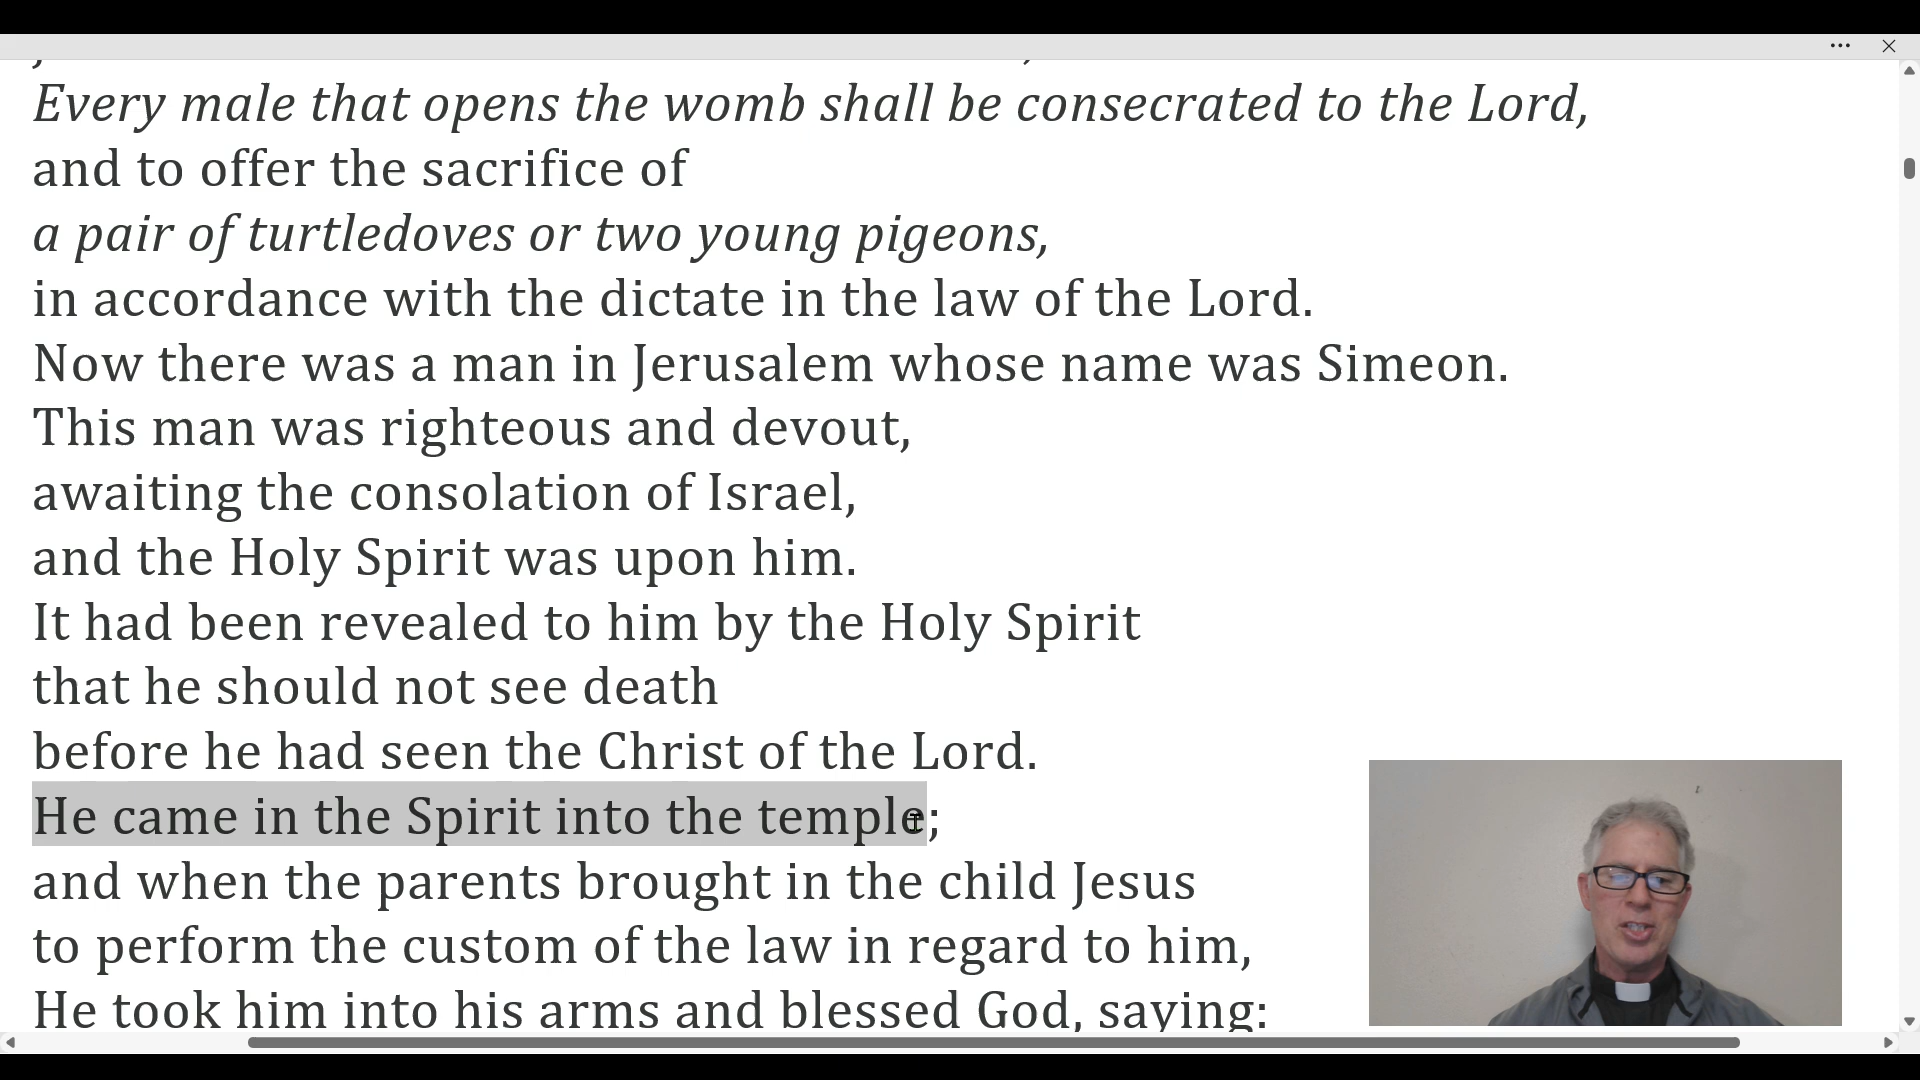 Every male that opens the womb shall be consecrated to the Lord,
and to offer the sacrifice of
a pair of turtledoves or two young pigeons,
in accordance with the dictate in the law of the Lord.
Now there was a man in Jerusalem whose name was Simeon.
This man was righteous and devout,
awaiting the consolation of Israel,
and the Holy Spirit was upon him.
It had been revealed to him by the Holy Spirit
that he should not see death
before he had seen the Christ of the Lord.
He came in the Spirit into the temple;
and when the parents brought in the child Jesus
to perform the custom of the law in regard to him,
He took him into his arms and blessed God, saying: